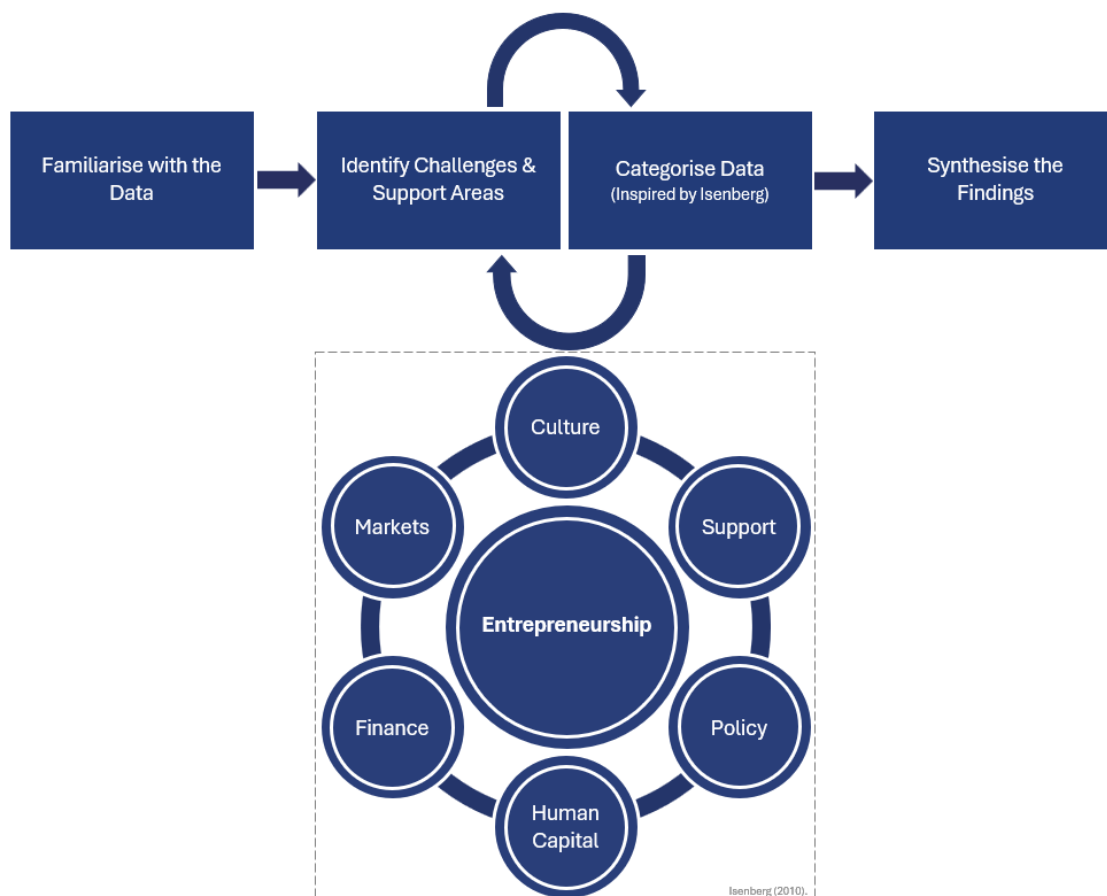 Familiarise with the
Data
Identify Challenges &
Support Areas
Categorise Data
(Inspired by Isenberg)
Synthesise the
Findings
Culture
Markets
Support
Entrepreneurship
Finance
Policy
Human
Capital
Isenberg (2010).